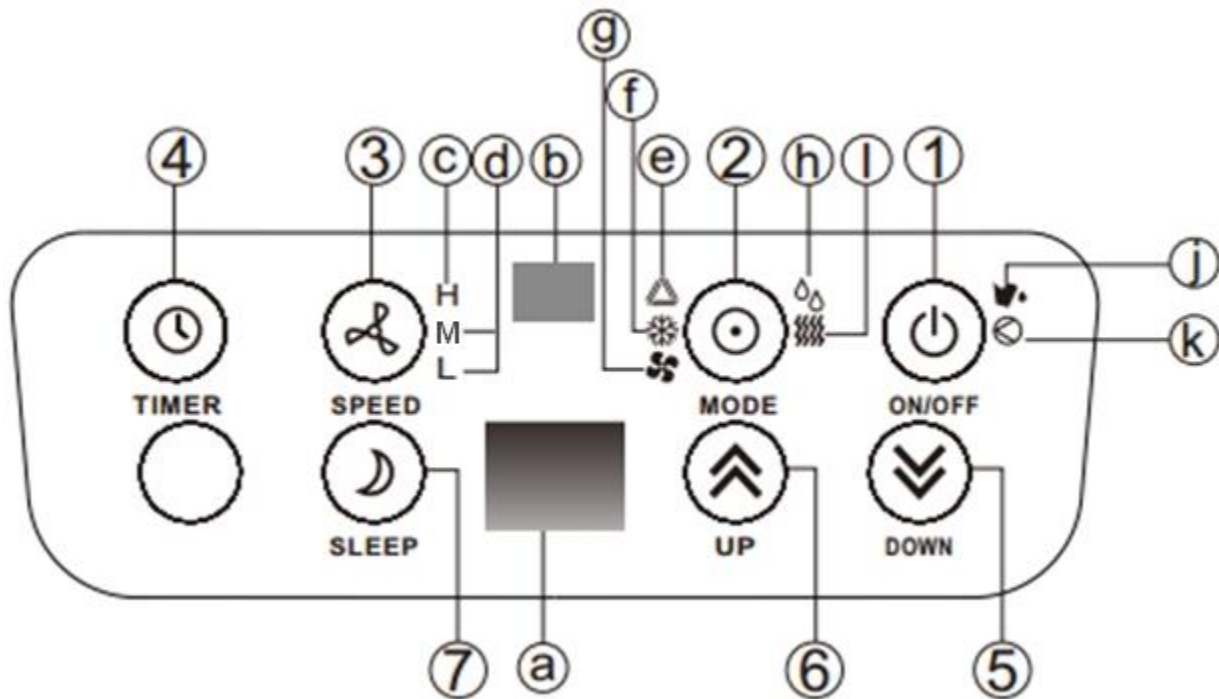 g
f
4 3 c d b e 2 h l 1
j
H
M
L
k
TIMER SPEED MODE ON/OFF
SLEEP UP DOWN
7 a 6 5